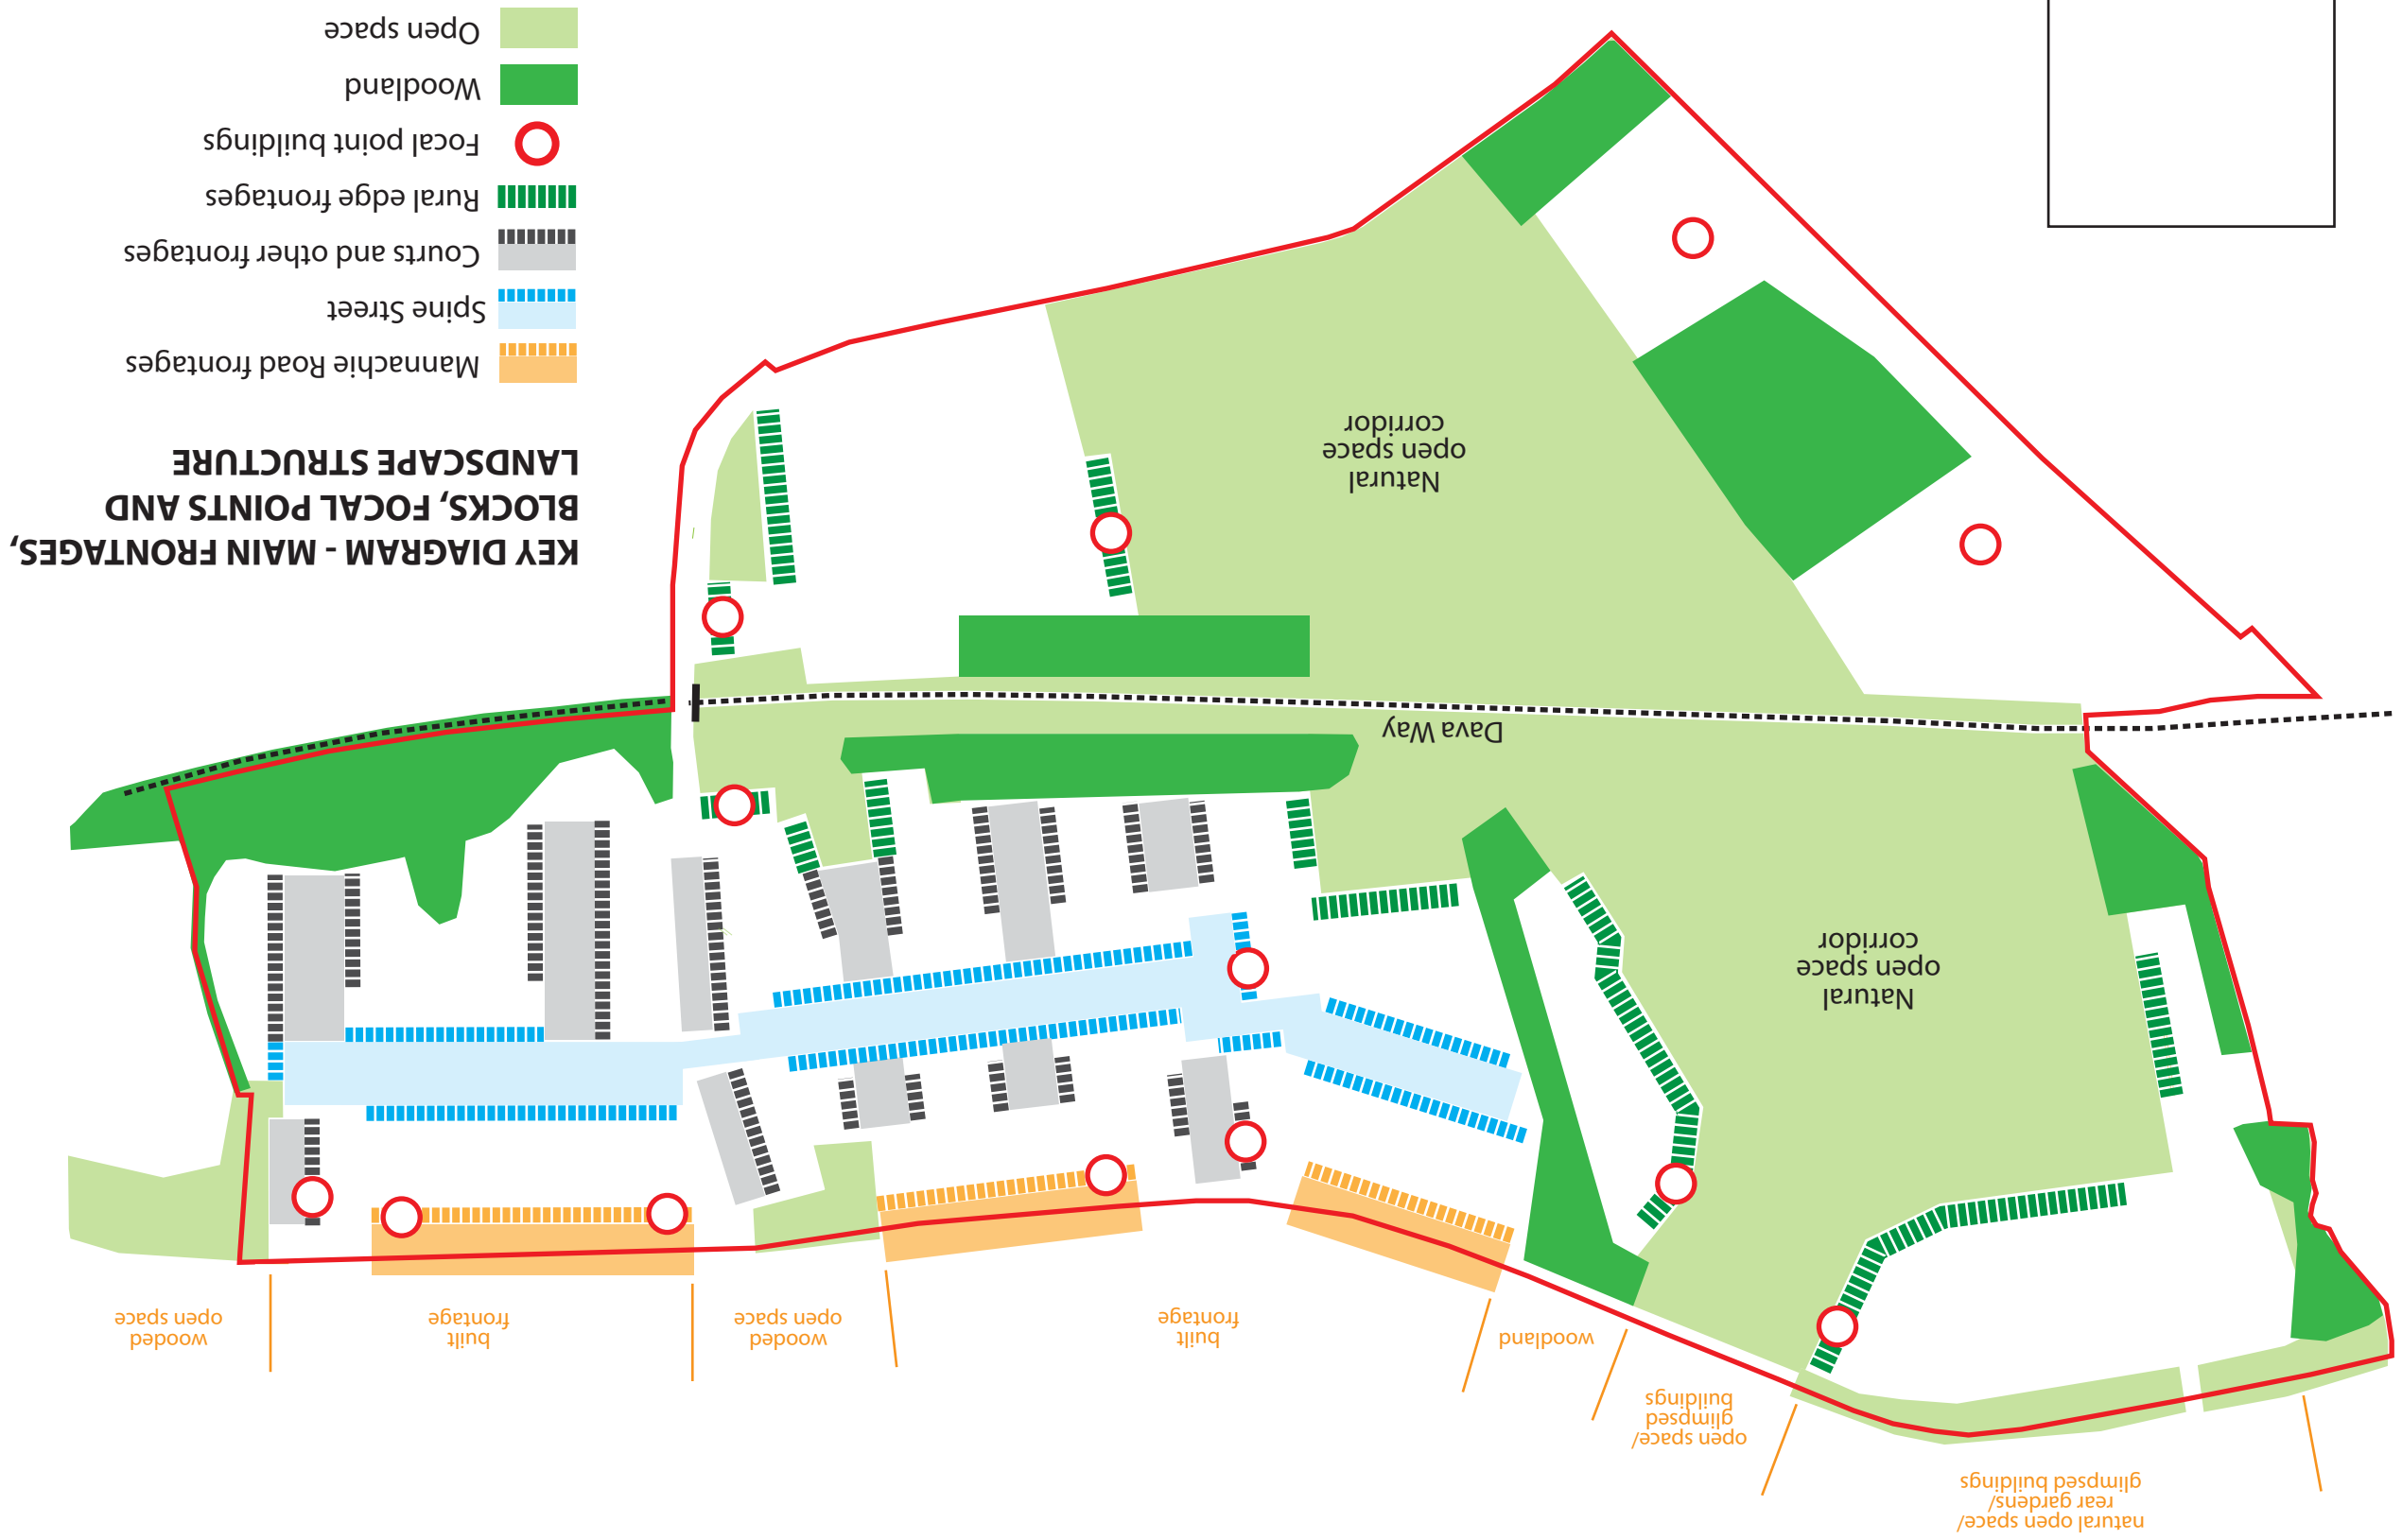 natural open space/
rear gardens/
glimpsed buildings
open space/
glimpsed
buildings
woodland
built
frontage
wooded
open space
built
frontage
wooded
open space
Natural
open space
corridor
Dava Way
Natural
open space
corridor
KEY DIAGRAM - MAIN FRONTAGES,
BLOCKS, FOCAL POINTS AND
LANDSCAPE STRUCTURE
Mannachie Road frontages
Spine Street
Courts and other frontages
Rural edge frontages
Focal point buildings
Woodland
Open space